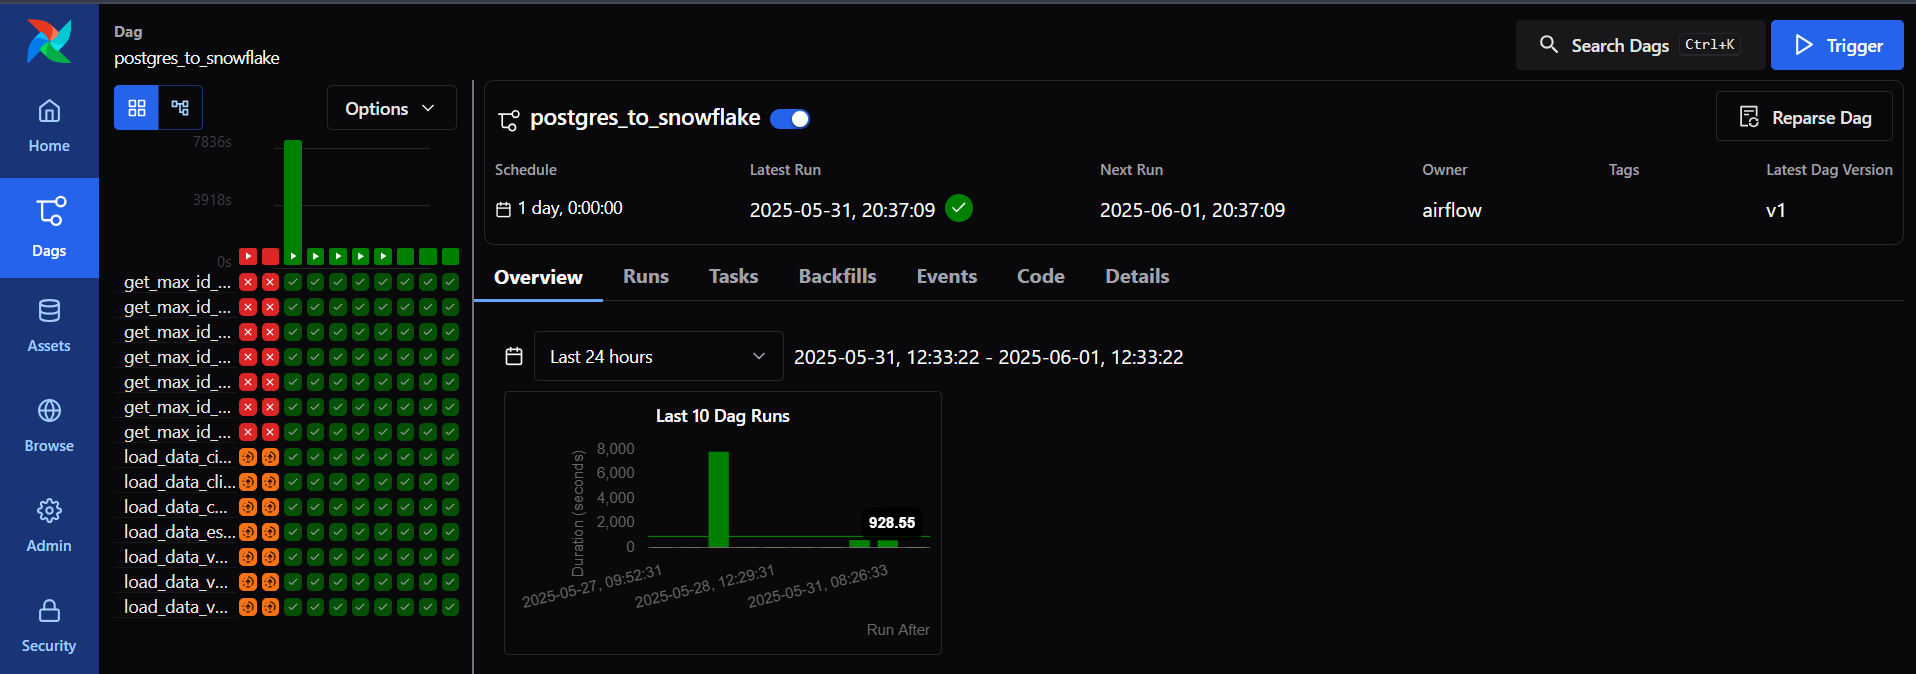 Home
Dags
Assets
Browse
Admin
Security
Dag
postgres_to_snowflake
Search Dags Ctrl+K
Trigger
Options
7836s
3918s
0s
get_max_id_...
get_max_id_...
get_max_id_...
get_max_id_...
get_max_id_...
get_max_id_...
get_max_id_...
load_data_ci...
load_data_cli...
load_data_c...
load_data_es...
load_data_v...
load_data_v...
load_data_v...
postgres_to_snowflake
Reparse Dag
Schedule Latest Run Next Run Owner Tags Latest Dag Version
1 day, 0:00:00 2025-05-31, 20:37:09 2025-06-01, 20:37:09 airflow v1
Overview Runs Tasks Backfills Events Code Details
Last 24 hours 2025-05-31, 12:33:22 - 2025-06-01, 12:33:22
Last 10 Dag Runs
Duration (seconds)
8,000
6,000
4,000
2,000
0
928.55
2025-05-27, 09:52:31
2025-05-28, 12:29:31
2025-05-31, 08:26:33
Run After